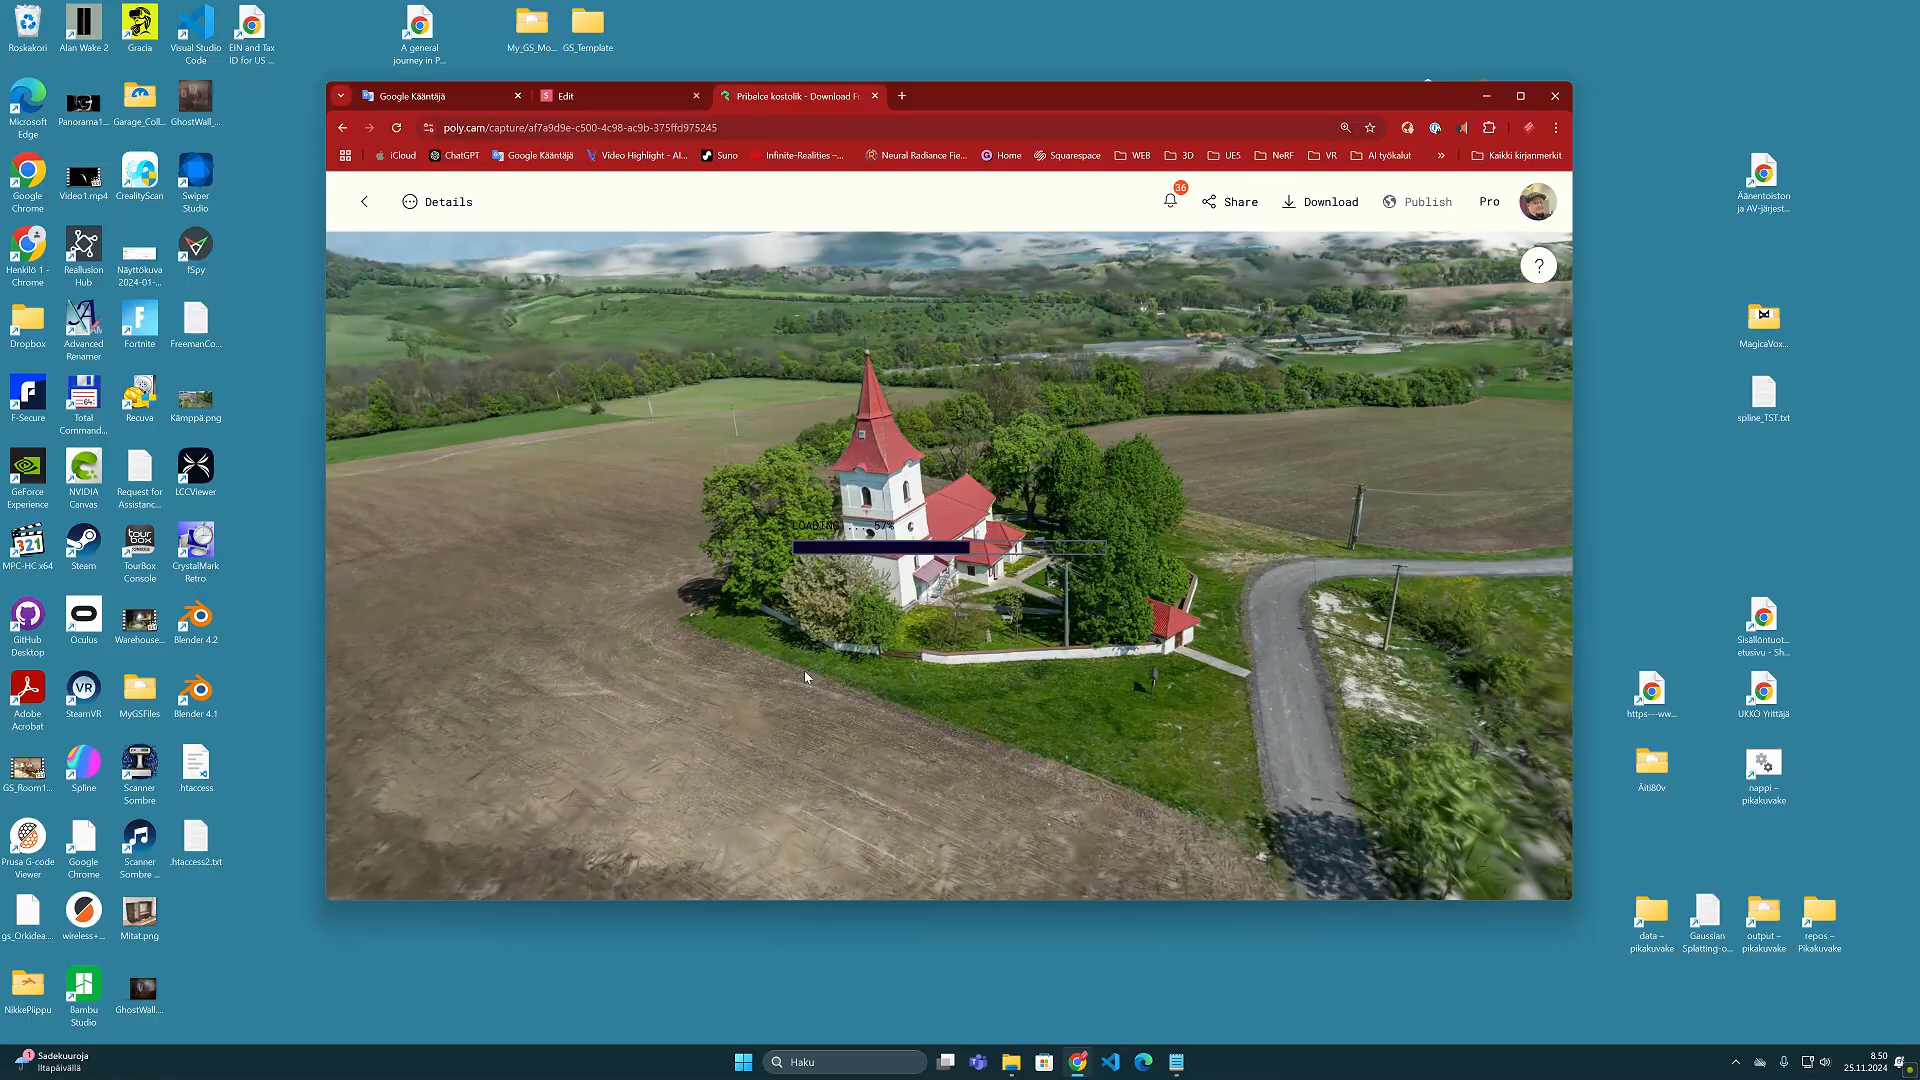 Roskakori
Alan Wake 2
Gracia
Visual Studio
Code
EIN and Tax
ID for US ...
A general
journey in P...
My_GS_Mo...
GS_Template
Microsoft
Edge
Panorama1...
Garage_Coll...
GhostWall_...
Google
Chrome
Video1.mp4
CrealityScan
Swiper
Studio
Henkilö 1 -
Chrome
Reallusion
Hub
Näyttökuva
2024-01-...
fSpy
Dropbox
Advanced
Renamer
Fortnite
FreemanCo...
F-Secure
Total
Command...
Recuva
Kämppä.png
GeForce
Experience
NVIDIA
Canvas
Request for
Assistanc...
LCCViewer
MPC-HC x64
Steam
TourBox
Console
CrystalMark
Retro
GitHub
Desktop
Oculus
Warehouse...
Blender 4.2
Adobe
Acrobat
SteamVR
MyGSFiles
Blender 4.1
GS_Room1...
Spline
Scanner
Sombre
.htaccess
Prusa G-code
Viewer
Google
Chrome
Scanner
Sombre ...
.htaccess2.txt
gs_Orkidea...
wireless+...
Mitat.png
NikkePiippu
Bambu
Studio
GhostWall....
Google Kääntäjä
Edit
Pribelce kostolik - Download Fr
poly.cam/capture/af7a9d9e-c500-4c98-ac9b-375ffd975245
iCloud
ChatGPT
Google Kääntäjä
Video Highlight - AI...
Suno
Infinite-Realities –...
Neural Radiance Fie...
Home
Squarespace
WEB
3D
UE5
NeRF
VR
AI työkalut
»
Kaikki kirjanmerkit
Details
36
Share
Download
Publish
Pro
?
LOADING ... 57%
Äänentoiston
ja AV-järjest...
MagicaVox...
spline_TST.txt
Sisällöntuot...
etusivu - Sh...
https---ww...
UKKO Yrittäjä
Äiti80v
nappi –
pikakuvake
data –
pikakuvake
Gaussian
Splatting-o...
output –
pikakuvake
repos –
Pikakuvake
1
Sadekuuroja
Iltapäivällä
Haku
8.50
25.11.2024